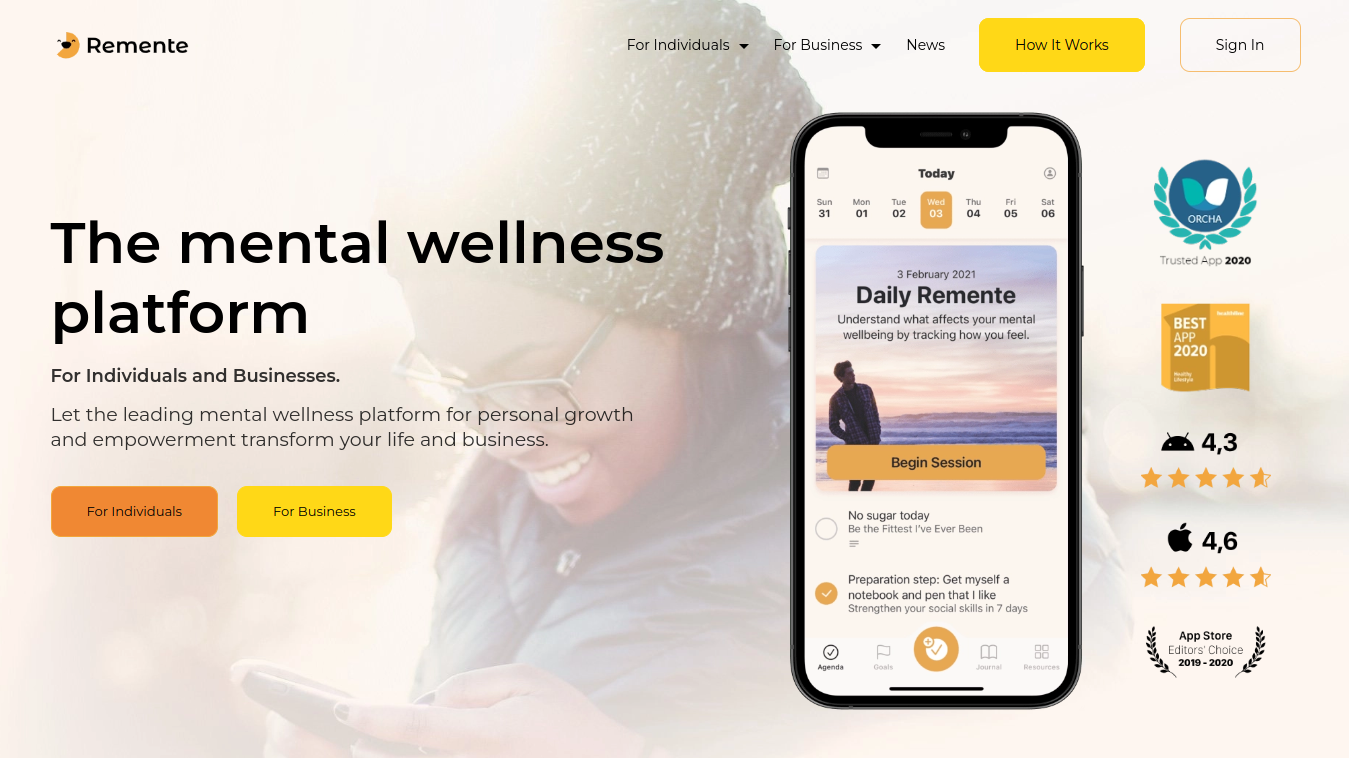 Remente
For Individuals
For Business
News
How It Works
Sign In
The mental wellness
platform
For Individuals and Businesses.
Let the leading mental wellness platform for personal growth
and empowerment transform your life and business.
For Individuals
For Business
Today
Sun Mon Tue Wed Thu Fri Sat
31 01 02 03 04 05 06
3 February 2021
Daily Remente
Understand what affects your mental
wellbeing by tracking how you feel.
Begin Session
No sugar today
Be the Fittest I've Ever Been
Preparation step: Get myself a
notebook and pen that I like
Strengthen your social skills in 7 days
Agenda
Goals
Journal
Resources
ORCHA
Trusted App 2020
BEST
APP
2020
Healthy
Lifestyle
4,3
4,6
App Store
Editors' Choice
2019 - 2020